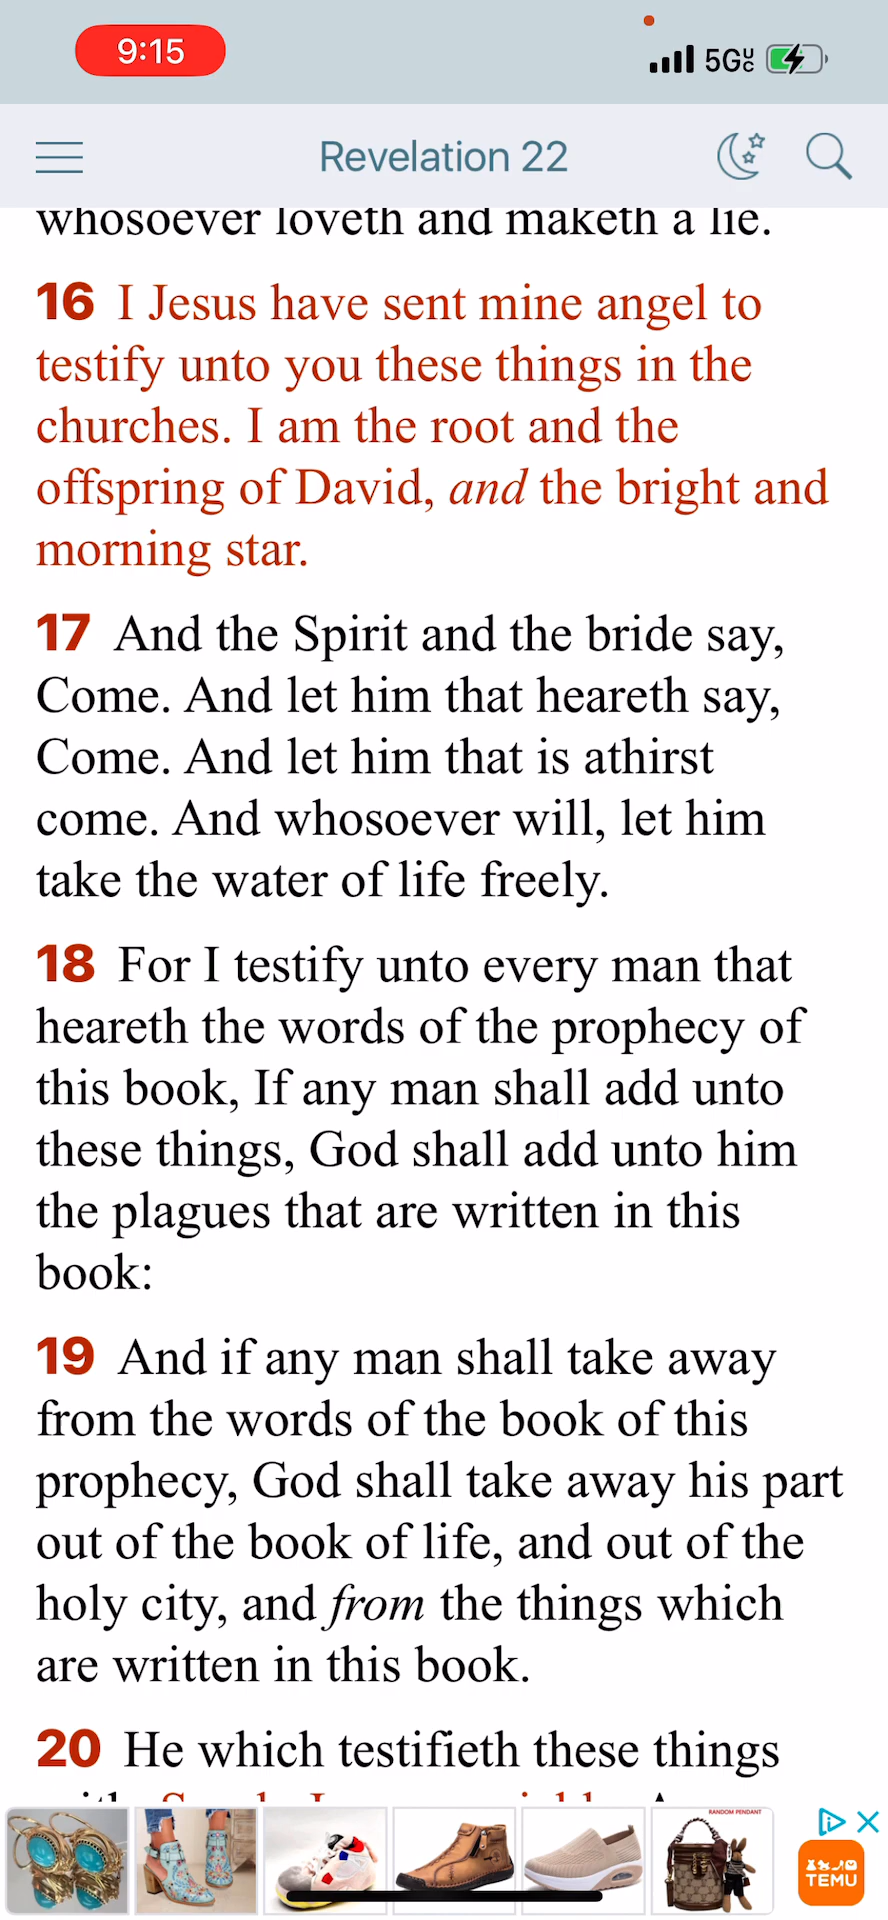 9:15
5G
Revelation 22
whosoever loveth and maketh a lie.
16 I Jesus have sent mine angel to
testify unto you these things in the
churches. I am the root and the
offspring of David, and the bright and
morning star.
17 And the Spirit and the bride say,
Come. And let him that heareth say,
Come. And let him that is athirst
come. And whosoever will, let him
take the water of life freely.
18 For I testify unto every man that
heareth the words of the prophecy of
this book, If any man shall add unto
these things, God shall add unto him
the plagues that are written in this
book:
19 And if any man shall take away
from the words of the book of this
prophecy, God shall take away his part
out of the book of life, and out of the
holy city, and from the things which
are written in this book.
20 He which testifieth these things
RANDOM PENDANT
TEMU